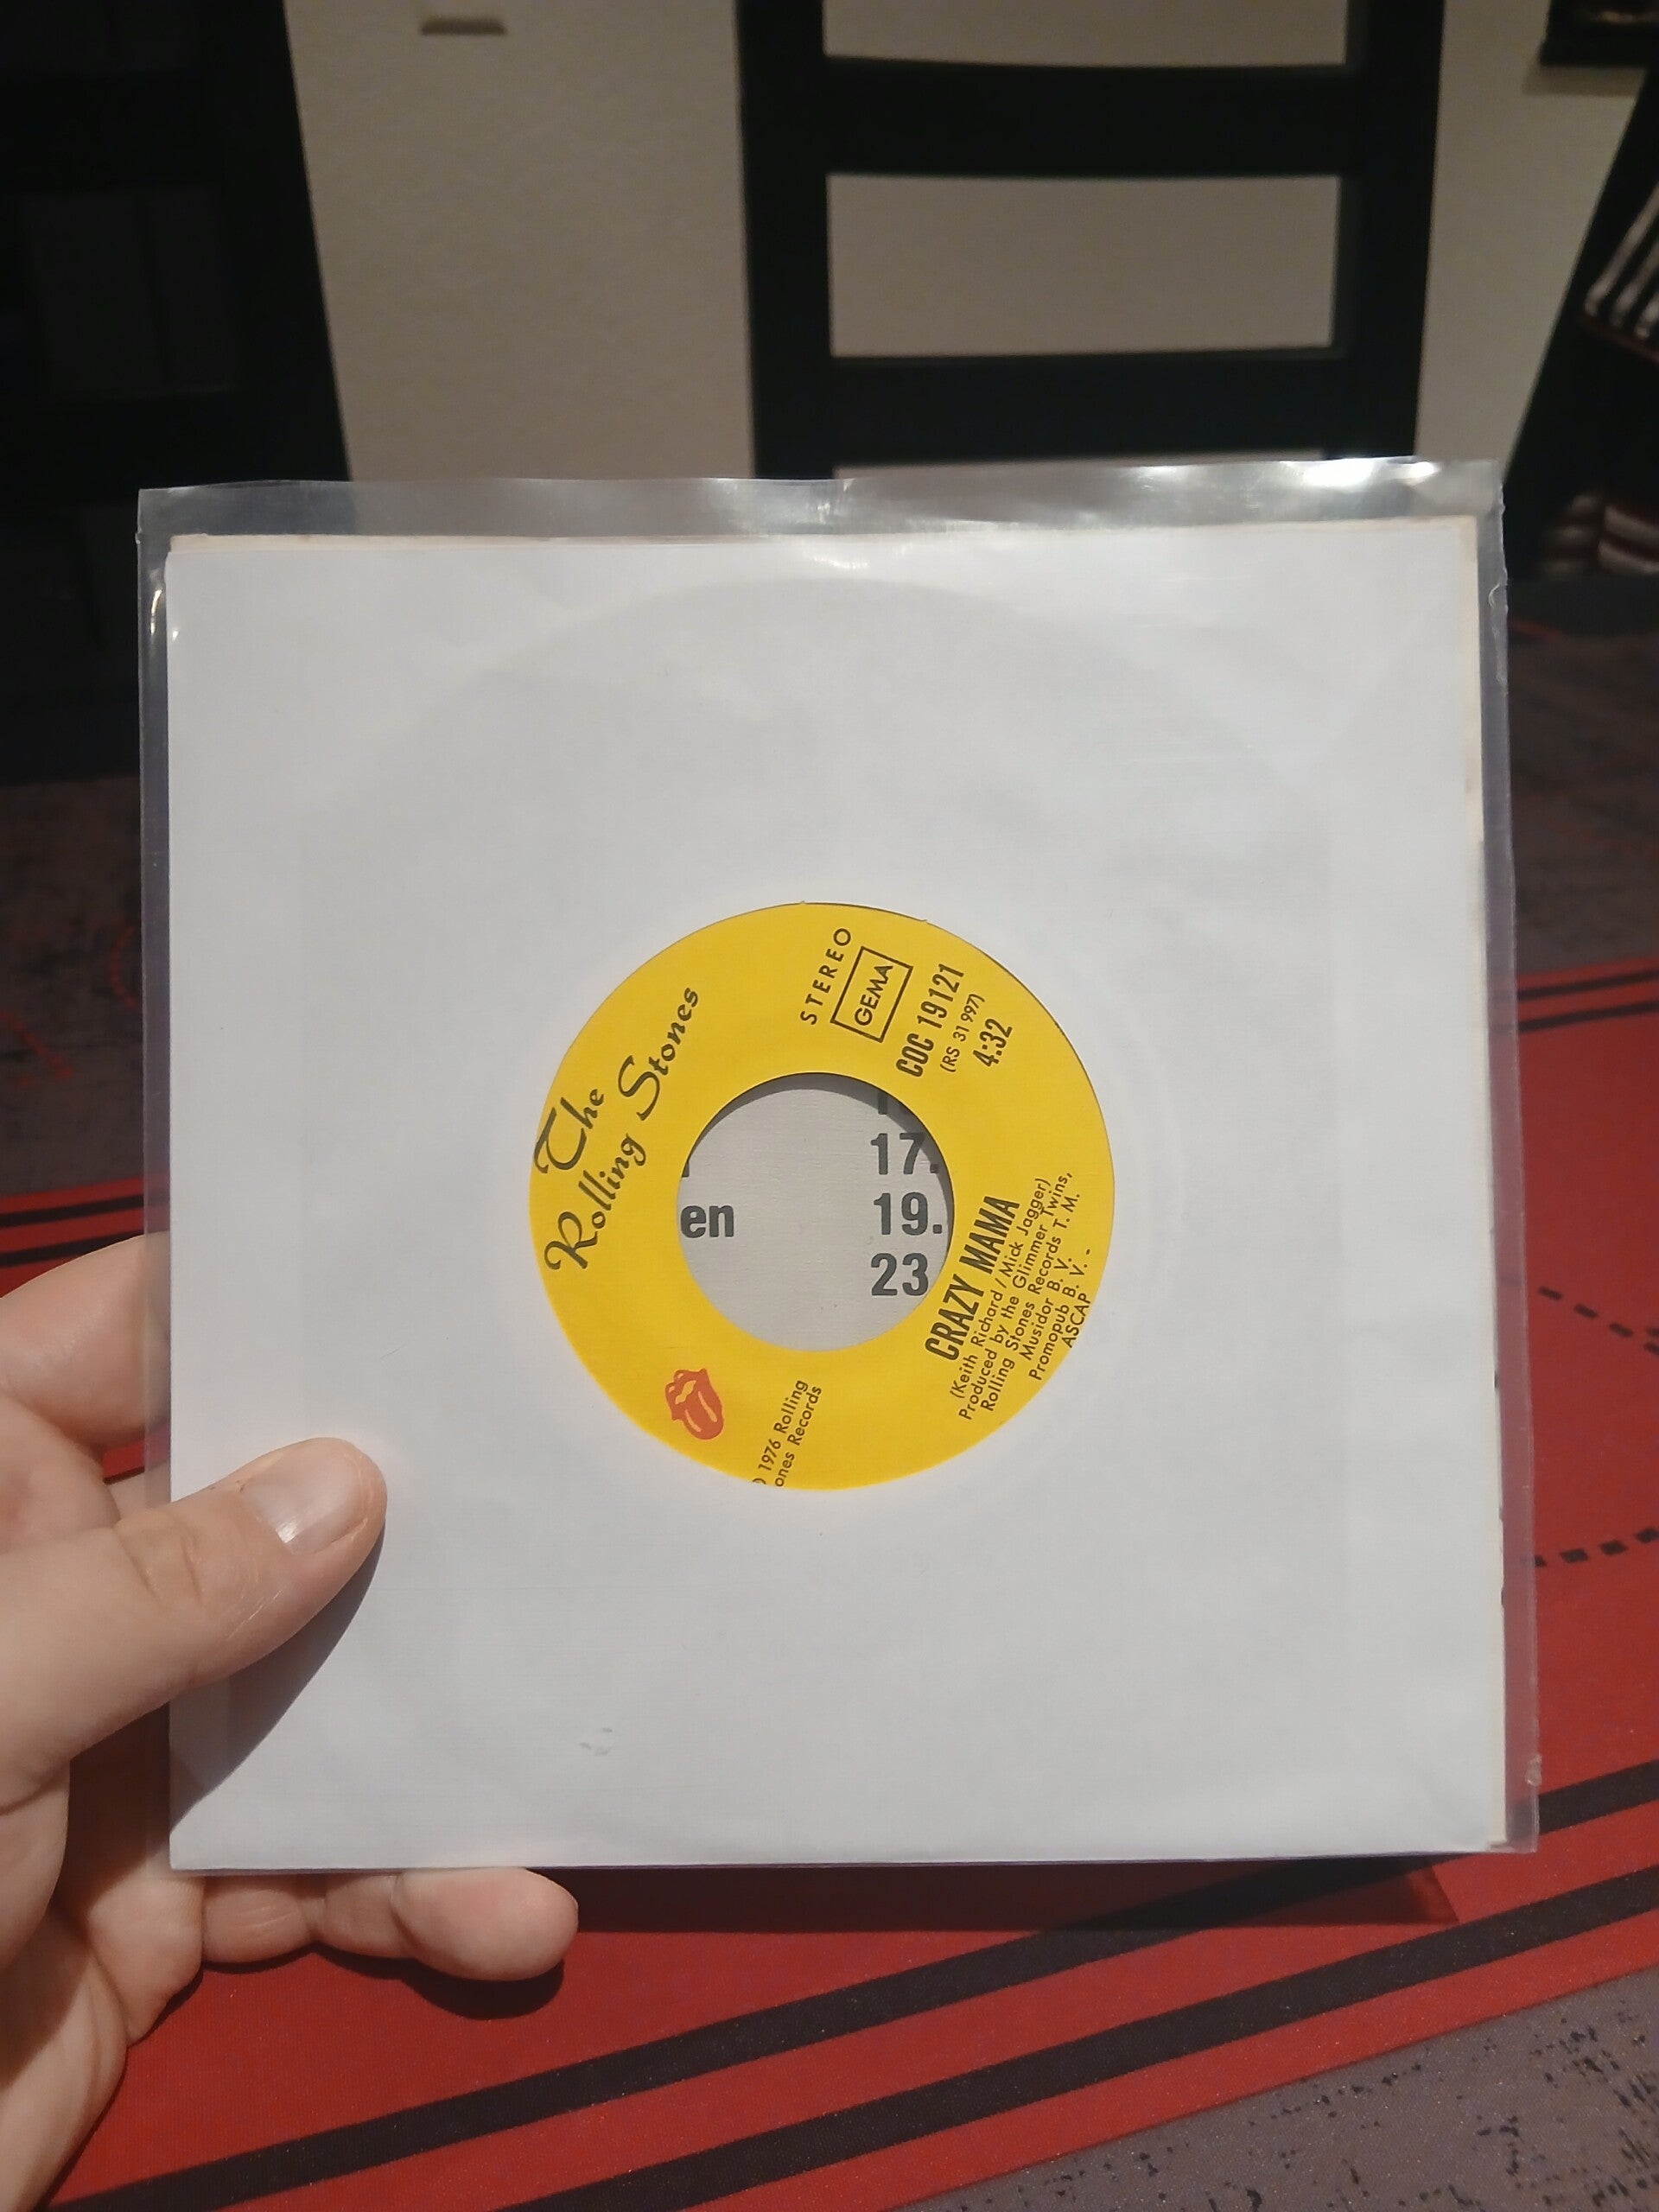 The
Rolling Stones
STEREO
GEMA
COC 19121
(RS 31 997)
4:32
17.
en
19.
23
CRAZY MAMA
(Keith Richard / Mick Jagger)
Produced by the Glimmer Twins,
Rolling Stones Records T. M.
Musidor B. V.
Promopub B. V. -
ASCAP
1976 Rolling
ones Records